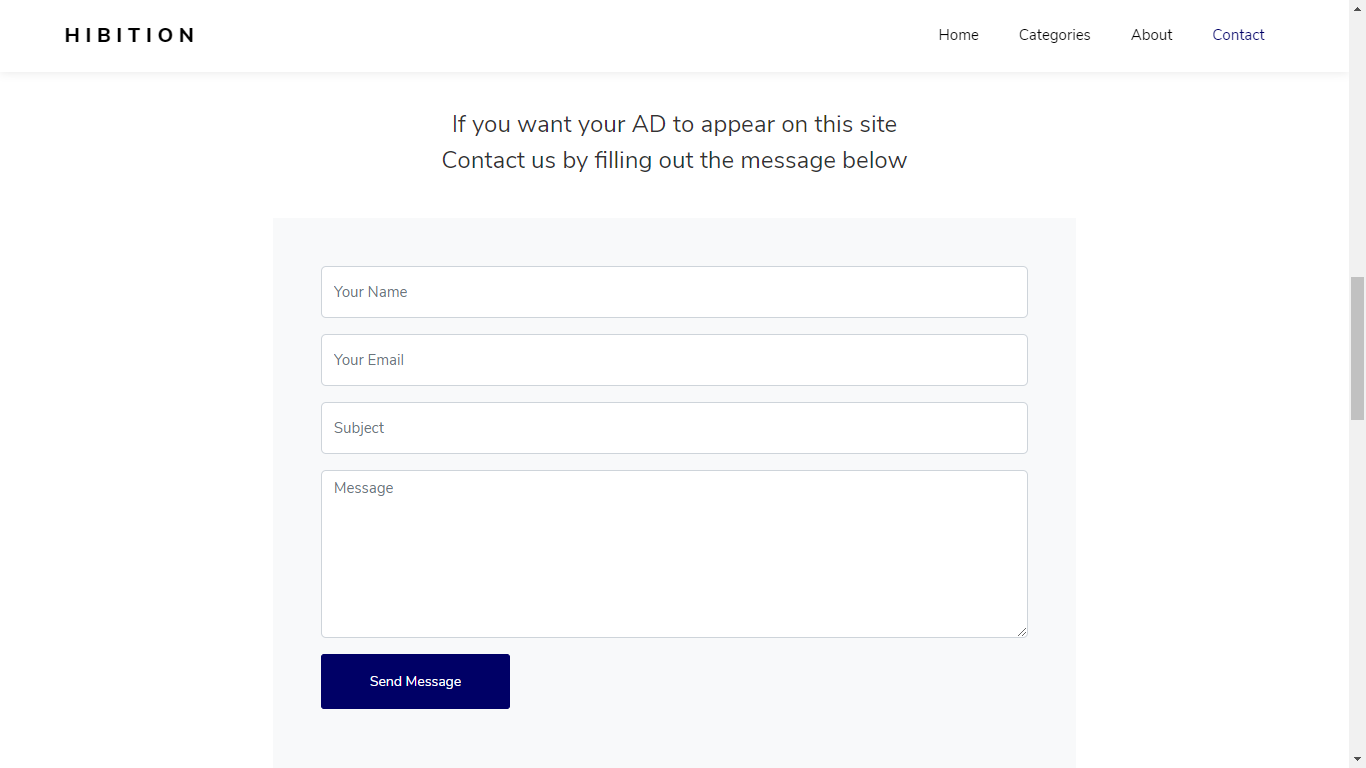 HIBITION
Home Categories About Contact
If you want your AD to appear on this site
Contact us by filling out the message below
Your Name
Your Email
Subject
Message
Send Message